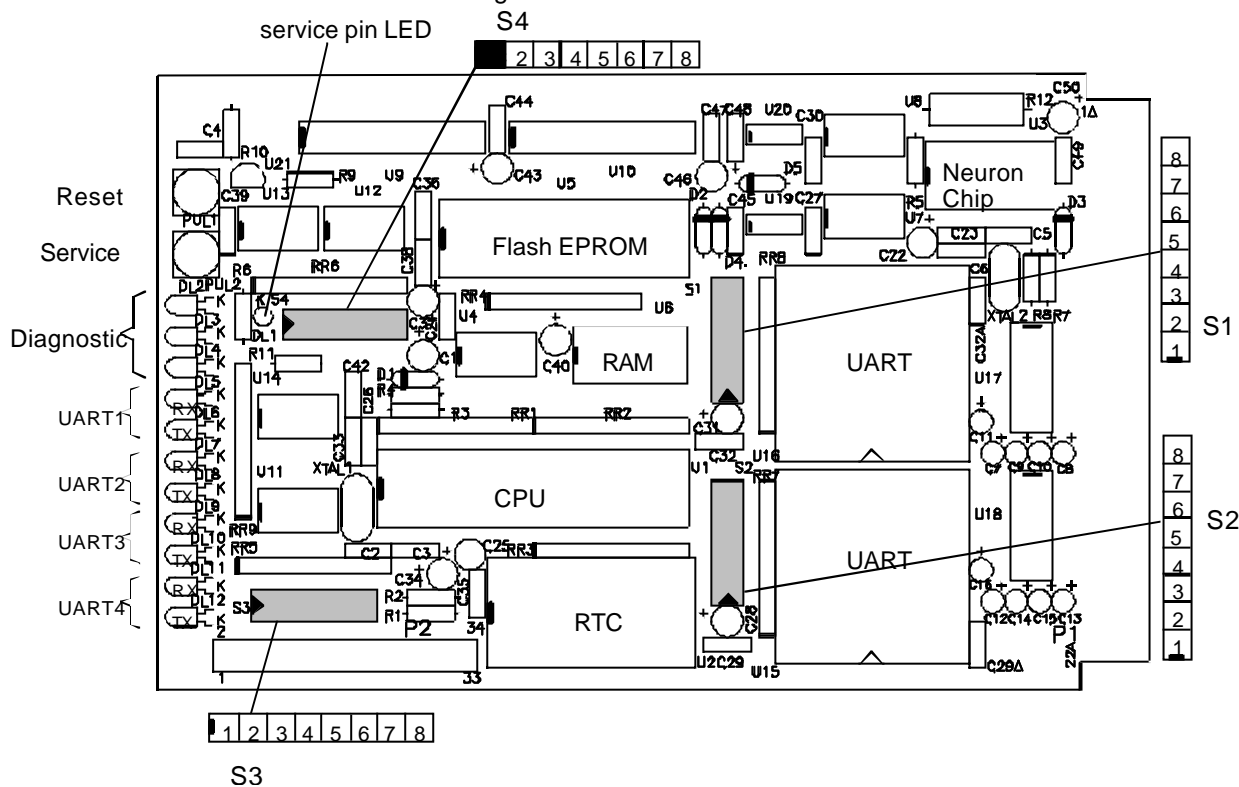 S4
service pin LED
2 3 4 5 6 7 8
C50
C44
C47 C48 U20 C30 U8 R12
C4 U3 1Δ
R10
U21 C19
R9 U9 C36 C43 U5 U10 C46 D5 Neuron
Reset
C39 U13 U12 D2 C45 U19 C27 R5 Chip D3
PUL1 U7
Flash EPROM C22 C23 C5
Service
C38 D4 RR8
R6 RR6 C6
DL2 PUL2 RR4 S1
K
DL3 DL1 U4 U6 XTAL2 R8 R7
Diagnostic K
DL4 R11 C1 C40 RAM UART C32A
K
DL5 U14 C42 D1 R4 U17
UART1 RX K C26
DL6
TX K R3 RR1 RR2 C31 C11
DL7 C33 C32 U16
UART2 RX K U11 XTAL1 U1 S2 RR7 C7 C9 C10 C8
DL8
TX K CPU
DL9 U18
UART3 RX K RR9
DL10 RR5 C2 C3 C25 RR3 UART
TX K
DL11 C34 C35 C16
UART4 RX K R2
DL12 S3 R1 RTC C28 C12 C14 C15 C13
TX K P2 34 P1
2 U2 C29 U15 C29Δ 22A
1 33
8
7
6
5
4
3
2
1
S1
8
7
6
5
4
3
2
1
S2
1 2 3 4 5 6 7 8
S3